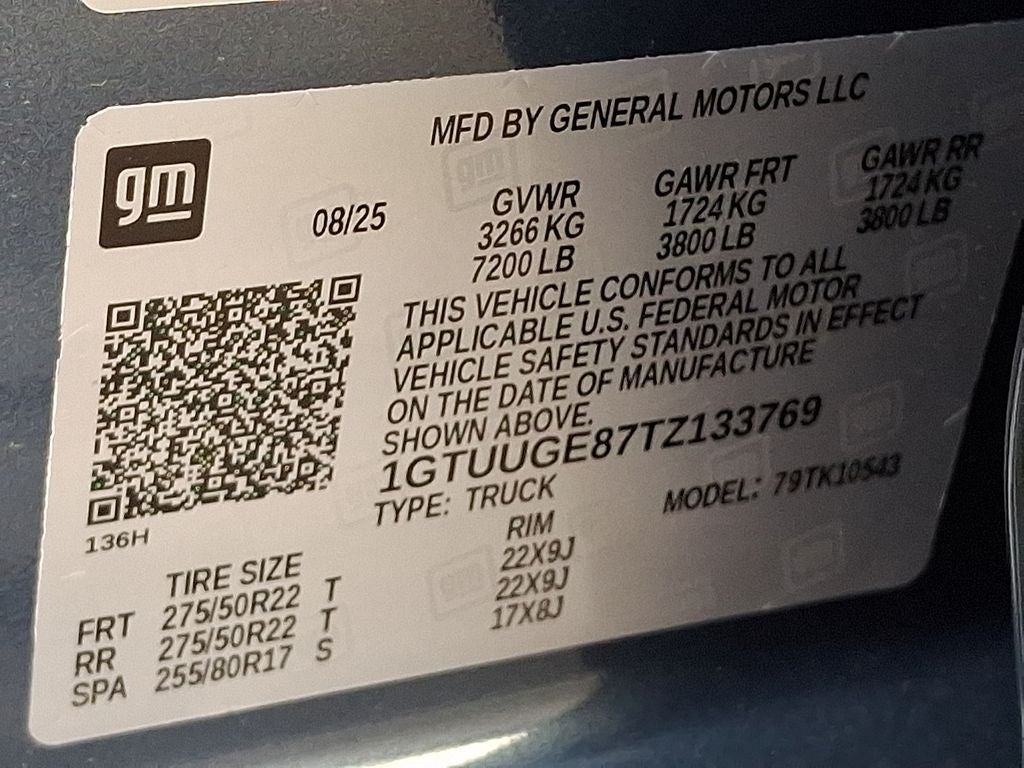 gm
MFD BY GENERAL MOTORS LLC
08/25 GVWR GAWR FRT GAWR RR
3266 KG 1724 KG 1724 KG
7200 LB 3800 LB 3800 LB
THIS VEHICLE CONFORMS TO ALL
APPLICABLE U.S. FEDERAL MOTOR
VEHICLE SAFETY STANDARDS IN EFFECT
ON THE DATE OF MANUFACTURE
SHOWN ABOVE.
1GTUUGE87TZ133769
TYPE: TRUCK MODEL: 79TK10543
136H
TIRE SIZE RIM
FRT 275/50R22 T 22X9J
RR 275/50R22 T 22X9J
SPA 255/80R17 S 17X8J